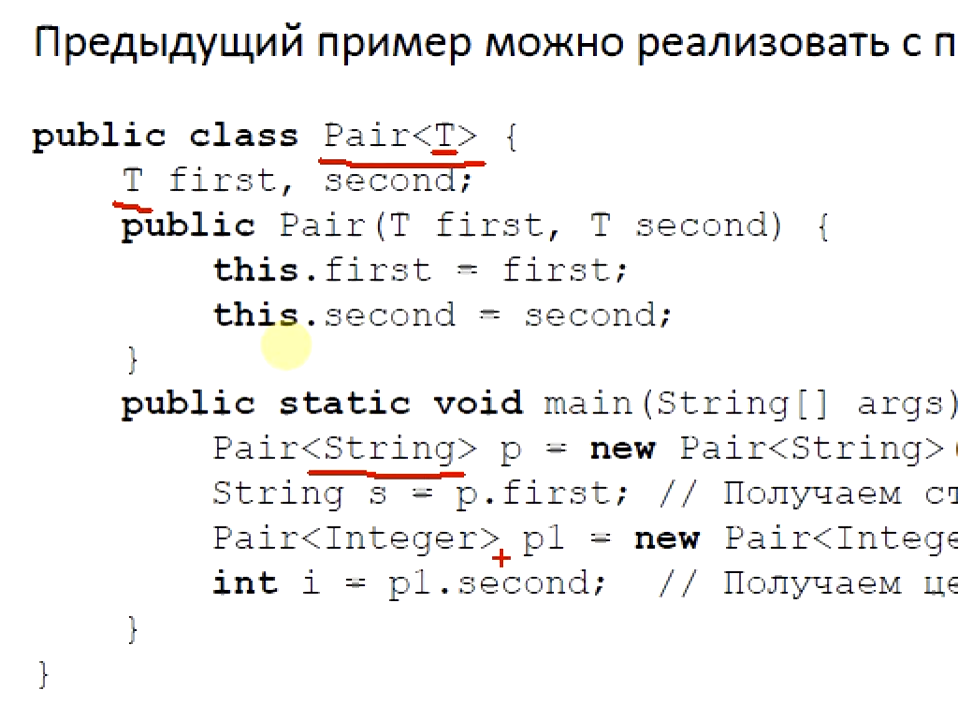 Предыдущий пример можно реализовать с п
public class Pair<T> {
T first, second;
public Pair(T first, T second) {
this.first = first;
this.second = second;
}
public static void main(String[] args)
Pair<String> p = new Pair<String>(
String s = p.first; // Получаем ст
Pair<Integer> p1 = new Pair<Intege
int i = p1.second; // Получаем це
}
}